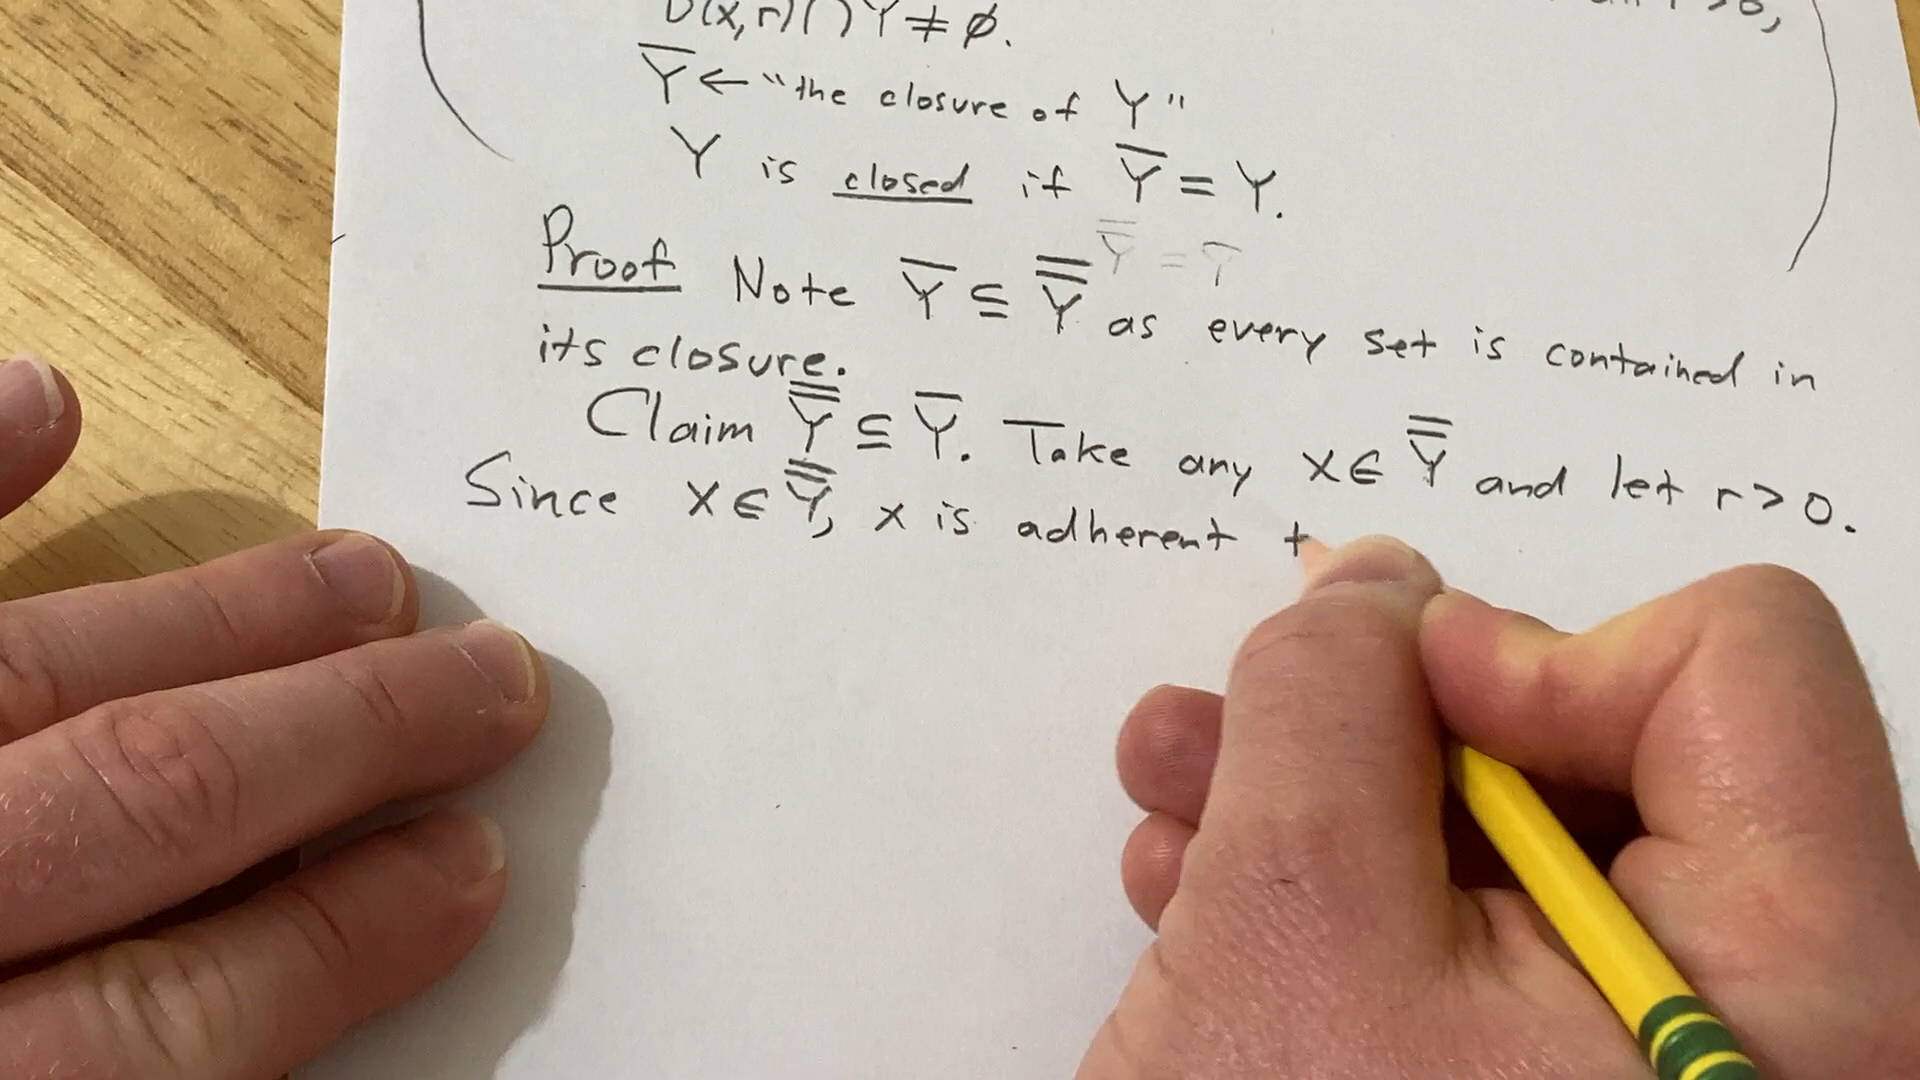 B(x,r)∩Y≠∅.
Y̅ ← "the closure of Y"
Y is closed if Y̅ = Y.
Y̿ = Y̅
Proof Note Y̅ ⊆ Y̿ as every set is contained in
its closure.
Claim Y̿ ⊆ Y̅. Take any x∈Y̿ and let r>0.
Since x∈Y̿, x is adherent t